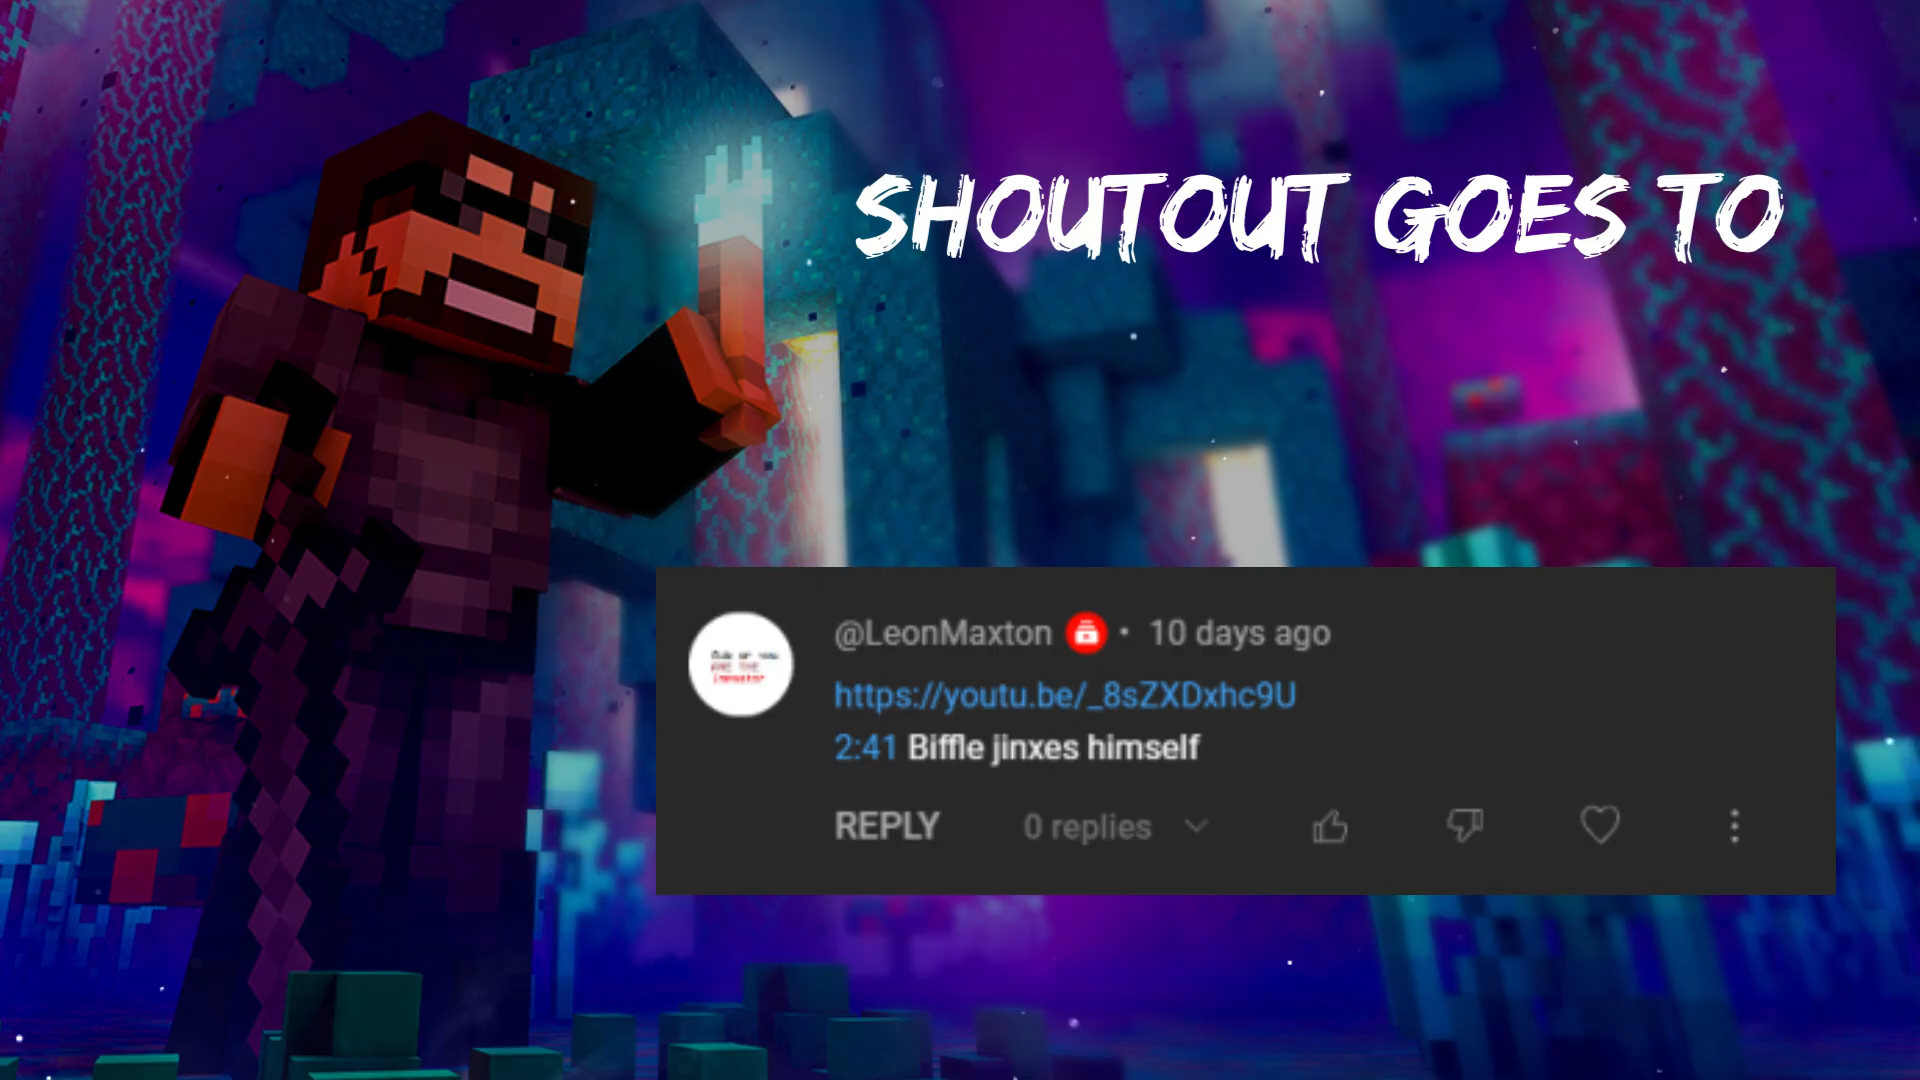 SHOUTOUT GOES TO
@LeonMaxton · 10 days ago
https://youtu.be/_8sZXDxhc9U
2:41 Biffle jinxes himself
REPLY 0 replies